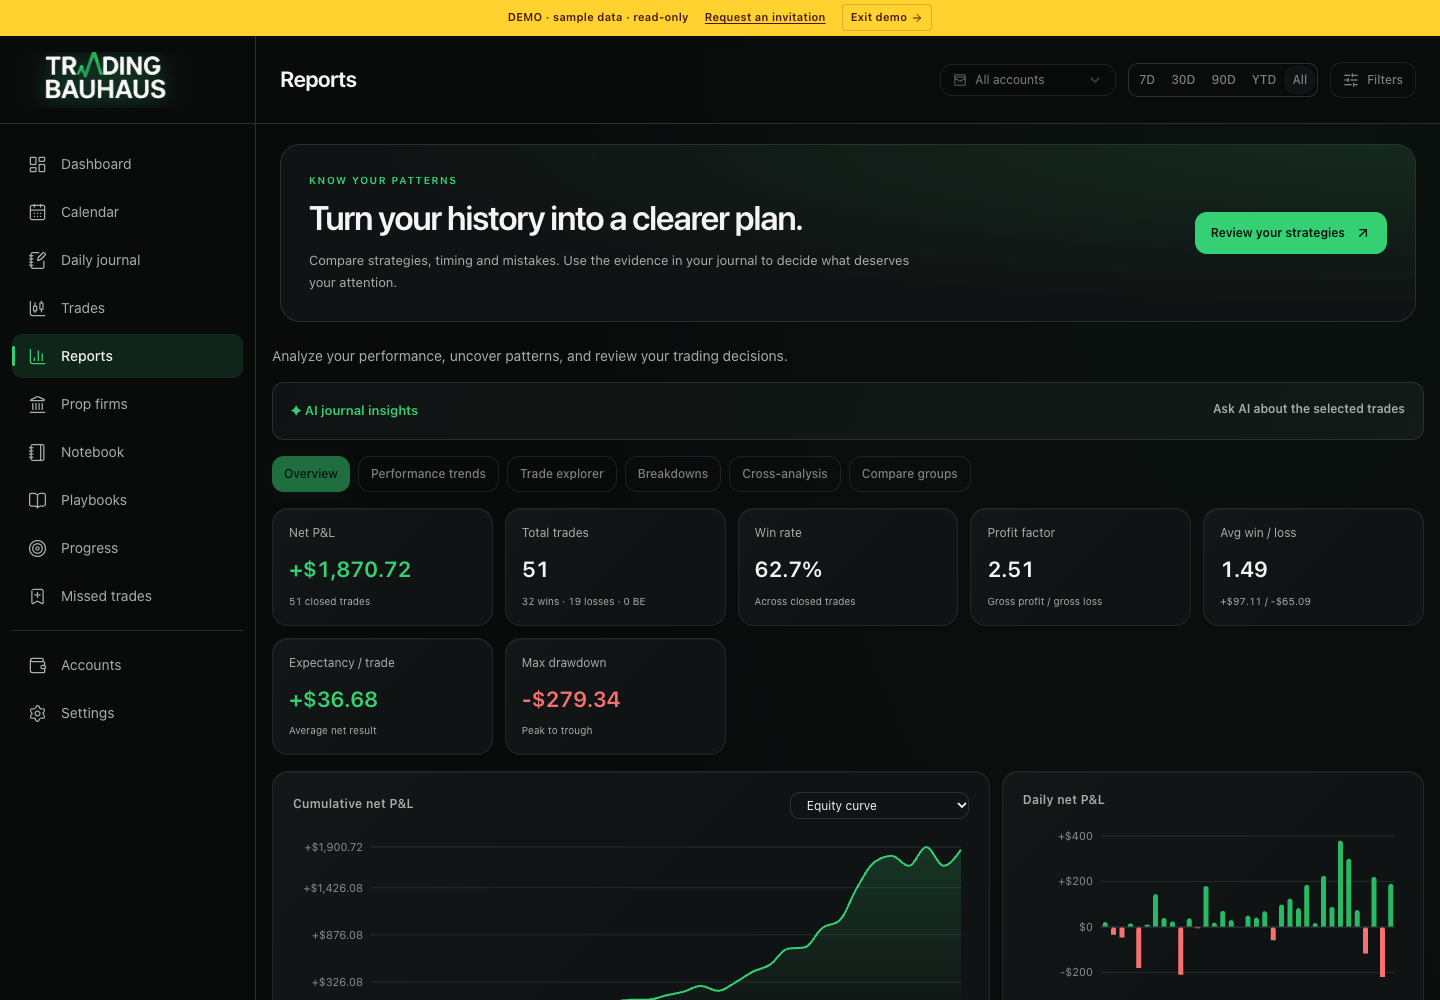 DEMO · sample data · read-only Request an invitation Exit demo →
TRADING
BAUHAUS
Reports
All accounts
7D 30D 90D YTD All
Filters
Dashboard
Calendar
Daily journal
Trades
Reports
Prop firms
Notebook
Playbooks
Progress
Missed trades
Accounts
Settings
KNOW YOUR PATTERNS
Turn your history into a clearer plan.
Compare strategies, timing and mistakes. Use the evidence in your journal to decide what deserves
your attention.
Review your strategies
Analyze your performance, uncover patterns, and review your trading decisions.
✦ AI journal insights
Ask AI about the selected trades
Overview Performance trends Trade explorer Breakdowns Cross-analysis Compare groups
Net P&L
+$1,870.72
51 closed trades
Total trades
51
32 wins · 19 losses · 0 BE
Win rate
62.7%
Across closed trades
Profit factor
2.51
Gross profit / gross loss
Avg win / loss
1.49
+$97.11 / -$65.09
Expectancy / trade
+$36.68
Average net result
Max drawdown
-$279.34
Peak to trough
Cumulative net P&L
Equity curve
+$1,900.72
+$1,426.08
+$876.08
+$326.08
Daily net P&L
+$400
+$200
$0
-$200